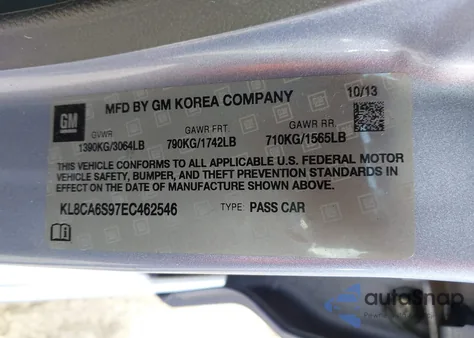 MFD BY GM KOREA COMPANY 10/13
GM
GVWR GAWR FRT. GAWR RR.
1390KG/3064LB 790KG/1742LB 710KG/1565LB
THIS VEHICLE CONFORMS TO ALL APPLICABLE U.S. FEDERAL MOTOR
VEHICLE SAFETY, BUMPER, AND THEFT PREVENTION STANDARDS IN
EFFECT ON THE DATE OF MANUFACTURE SHOWN ABOVE.
KL8CA6S97EC462546 TYPE: PASS CAR
autoSnap